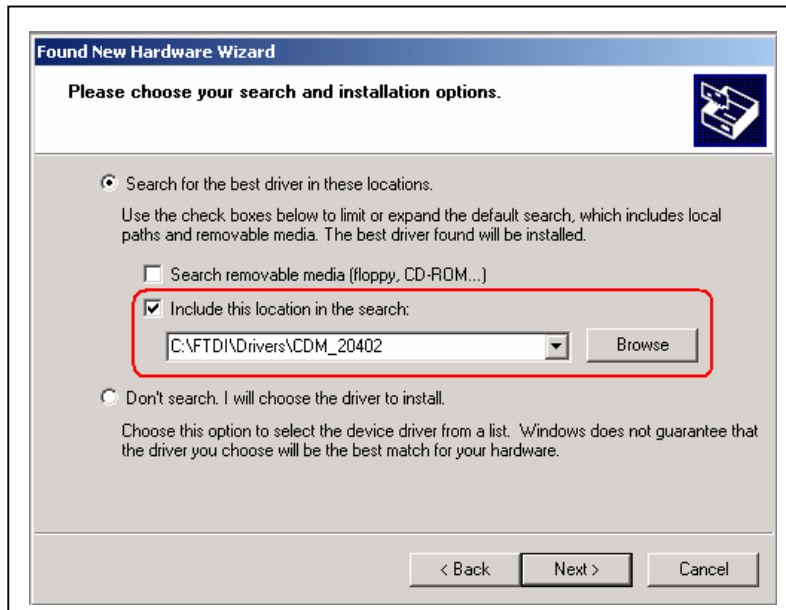 Found New Hardware Wizard
Please choose your search and installation options.
Search for the best driver in these locations.
Use the check boxes below to limit or expand the default search, which includes local
paths and removable media. The best driver found will be installed.
Search removable media (floppy, CD-ROM...)
Include this location in the search:
C:\FTDI\Drivers\CDM_20402
Browse
Don't search. I will choose the driver to install.
Choose this option to select the device driver from a list.  Windows does not guarantee that
the driver you choose will be the best match for your hardware.
< Back
Next >
Cancel